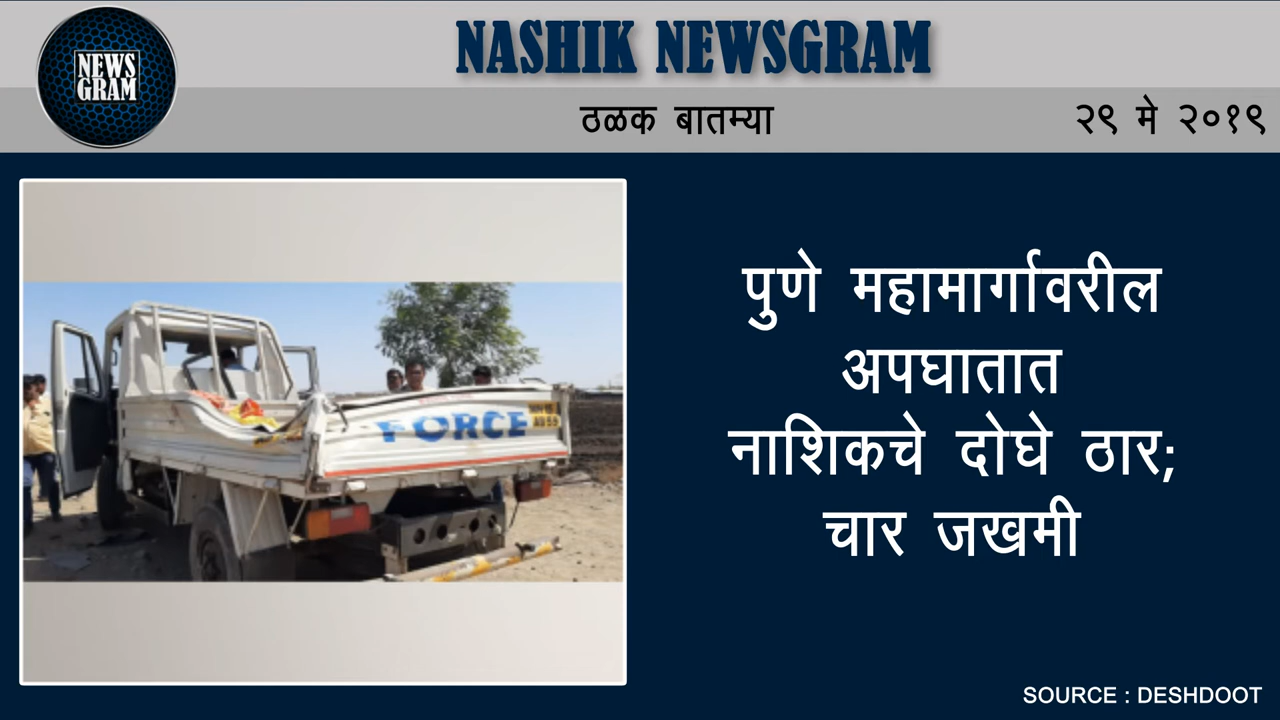 NEWS
GRAM
NASHIK NEWSGRAM
ठळक बातम्या
२९ मे २०१९
FORCE
पुणे महामार्गावरील
अपघातात
नाशिकचे दोघे ठार;
चार जखमी
SOURCE : DESHDOOT